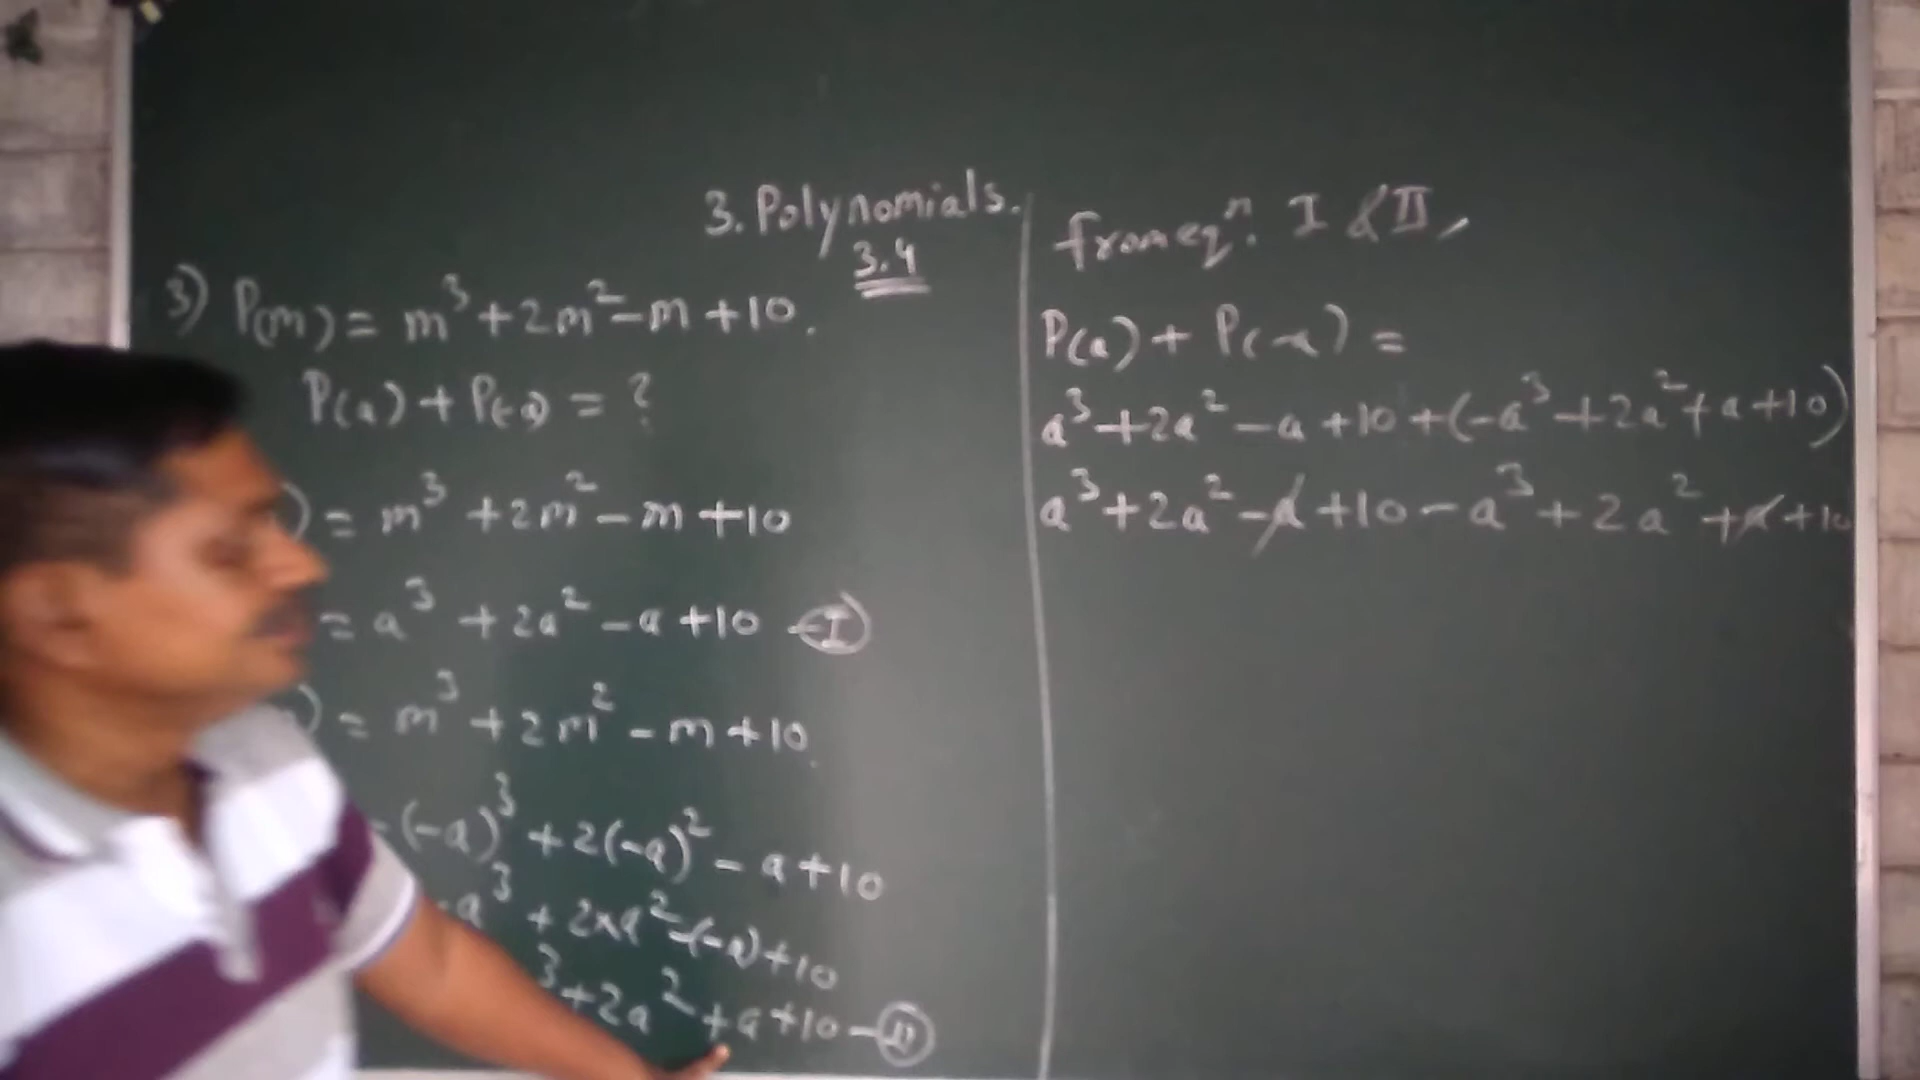 3. Polynomials.
3.4
3) P(m) = m³ + 2m² - m + 10.
P(a) + P(-a) = ?
) = m³ + 2m² - m + 10
= a³ + 2a² - a + 10 - I
) = m³ + 2m² - m + 10
(-a)³ + 2(-a)² - a + 10
a³ + 2×a² - (-a) + 10
³ + 2a² + a + 10 - II
from eqⁿ. I & II,
P(a) + P(-a) =
a³ + 2a² - a + 10 + (-a³ + 2a² + a + 10)
a³ + 2a² - a + 10 - a³ + 2a² + a + 10